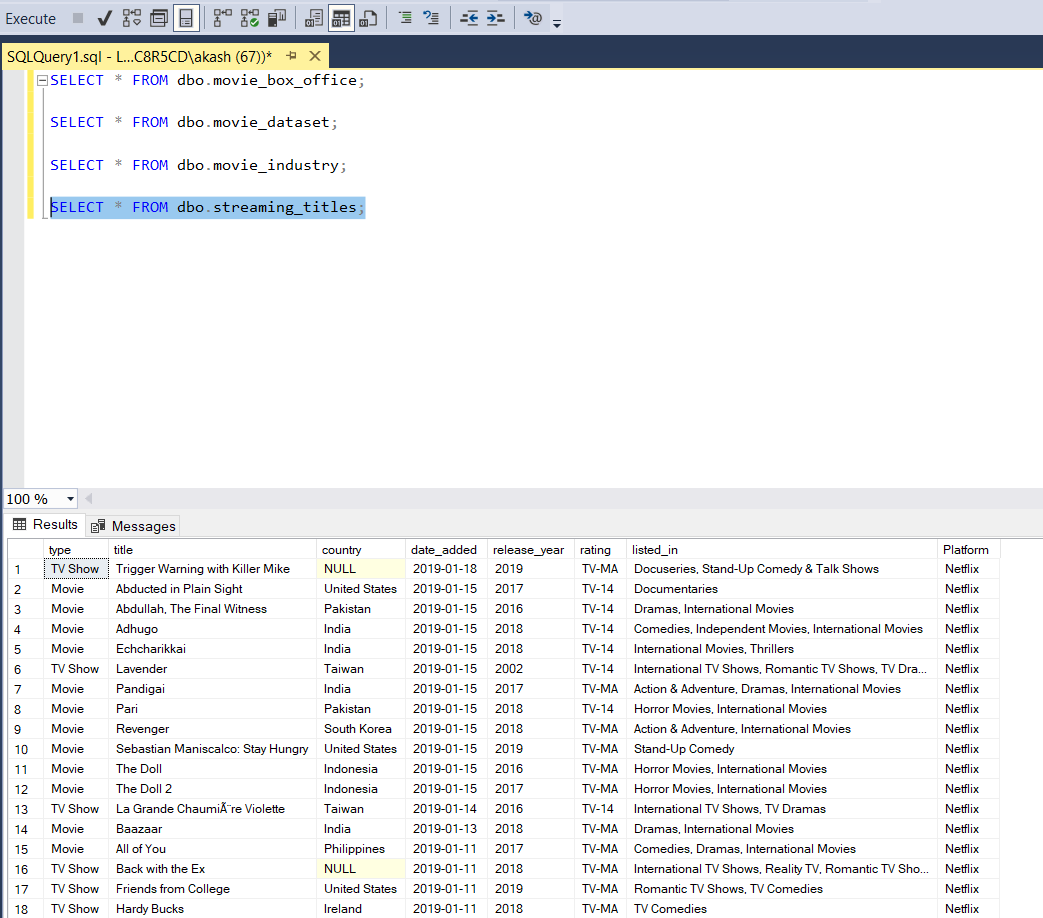 Execute
SQLQuery1.sql - L...C8R5CD\akash (67))*
SELECT * FROM dbo.movie_box_office;
SELECT * FROM dbo.movie_dataset;
SELECT * FROM dbo.movie_industry;
SELECT * FROM dbo.streaming_titles;
100 %
Results Messages
type title country date_added release_year rating listed_in Platform
1 TV Show Trigger Warning with Killer Mike NULL 2019-01-18 2019 TV-MA Docuseries, Stand-Up Comedy & Talk Shows Netflix
2 Movie Abducted in Plain Sight United States 2019-01-15 2017 TV-14 Documentaries Netflix
3 Movie Abdullah, The Final Witness Pakistan 2019-01-15 2016 TV-14 Dramas, International Movies Netflix
4 Movie Adhugo India 2019-01-15 2018 TV-14 Comedies, Independent Movies, International Movies Netflix
5 Movie Echcharikkai India 2019-01-15 2018 TV-14 International Movies, Thrillers Netflix
6 TV Show Lavender Taiwan 2019-01-15 2002 TV-14 International TV Shows, Romantic TV Shows, TV Dra... Netflix
7 Movie Pandigai India 2019-01-15 2017 TV-MA Action & Adventure, Dramas, International Movies Netflix
8 Movie Pari Pakistan 2019-01-15 2018 TV-14 Horror Movies, International Movies Netflix
9 Movie Revenger South Korea 2019-01-15 2018 TV-MA Action & Adventure, International Movies Netflix
10 Movie Sebastian Maniscalco: Stay Hungry United States 2019-01-15 2019 TV-MA Stand-Up Comedy Netflix
11 Movie The Doll Indonesia 2019-01-15 2016 TV-MA Horror Movies, International Movies Netflix
12 Movie The Doll 2 Indonesia 2019-01-15 2017 TV-MA Horror Movies, International Movies Netflix
13 TV Show La Grande ChaumiÃ¨re Violette Taiwan 2019-01-14 2016 TV-14 International TV Shows, TV Dramas Netflix
14 Movie Baazaar India 2019-01-13 2018 TV-MA Dramas, International Movies Netflix
15 Movie All of You Philippines 2019-01-11 2017 TV-MA Comedies, Dramas, International Movies Netflix
16 TV Show Back with the Ex NULL 2019-01-11 2018 TV-MA International TV Shows, Reality TV, Romantic TV Sho... Netflix
17 TV Show Friends from College United States 2019-01-11 2019 TV-MA Romantic TV Shows, TV Comedies Netflix
18 TV Show Hardy Bucks Ireland 2019-01-11 2018 TV-MA TV Comedies Netflix